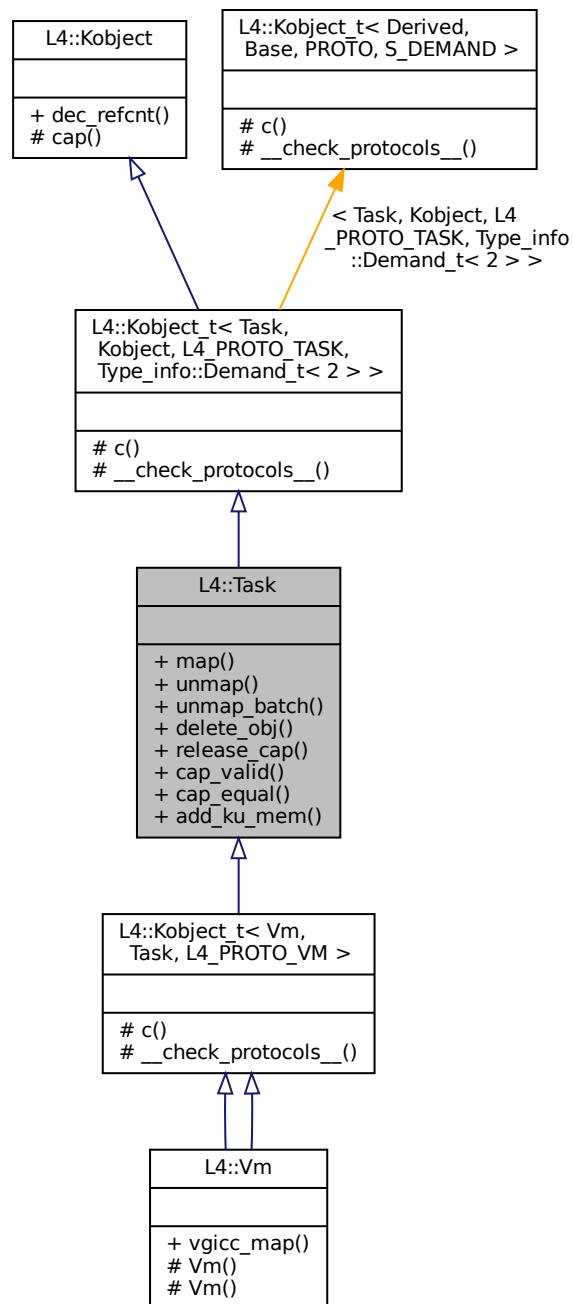 L4::Kobject
+ dec_refcnt()
# cap()
L4::Kobject_t< Derived,
Base, PROTO, S_DEMAND >
# c()
# __check_protocols__()
< Task, Kobject, L4
_PROTO_TASK, Type_info
::Demand_t< 2 > >
L4::Kobject_t< Task,
Kobject, L4_PROTO_TASK,
Type_info::Demand_t< 2 > >
# c()
# __check_protocols__()
L4::Task
+ map()
+ unmap()
+ unmap_batch()
+ delete_obj()
+ release_cap()
+ cap_valid()
+ cap_equal()
+ add_ku_mem()
L4::Kobject_t< Vm,
Task, L4_PROTO_VM >
# c()
# __check_protocols__()
L4::Vm
+ vgicc_map()
# Vm()
# Vm()